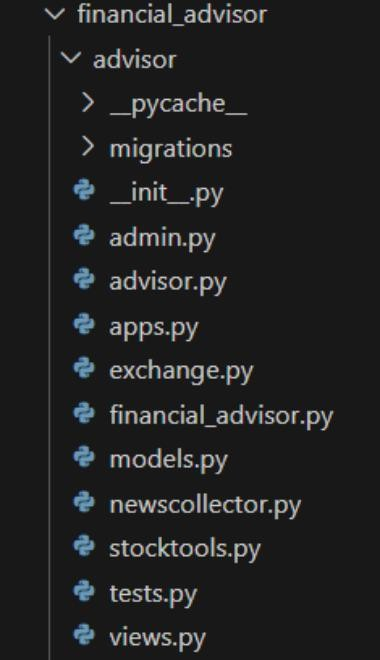 financial_advisor
advisor
__pycache__
migrations
__init__.py
admin.py
advisor.py
apps.py
exchange.py
financial_advisor.py
models.py
newscollector.py
stocktools.py
tests.py
views.py